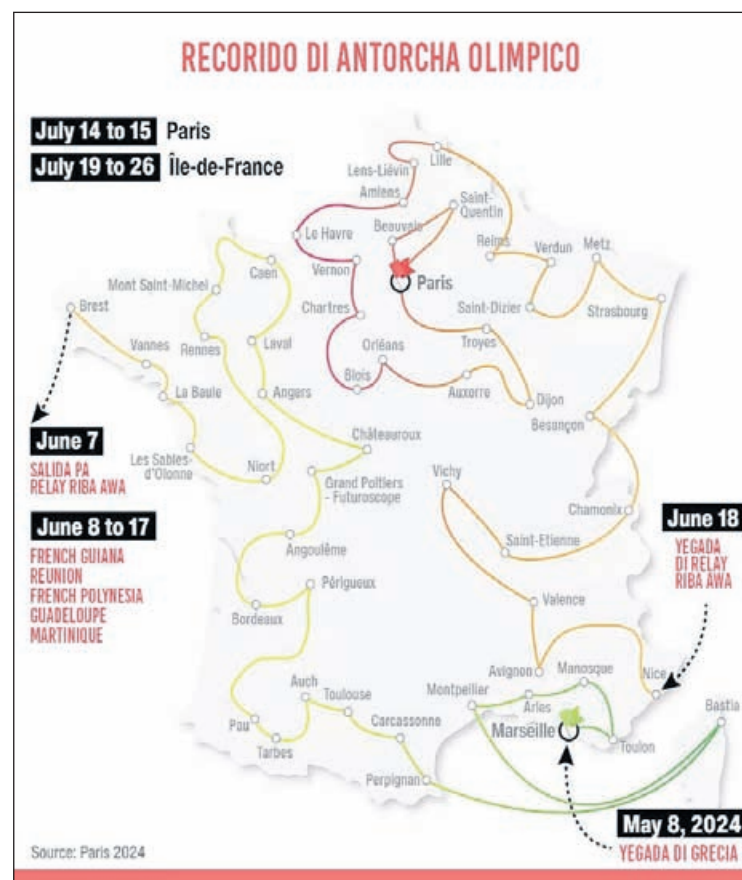 RECORIDO DI ANTORCHA OLIMPICO
July 14 to 15 Paris
July 19 to 26 Île-de-France
Lille
Lens-Liévin
Amiens
Saint-
Quentin
Beauvais
Le Havre
Reims
Verdun
Metz
Caen
Vernon
Paris
Mont Saint-Michel
Brest
Chartres
Saint-Dizier
Strasbourg
Vannes
Rennes
Laval
Orléans
Troyes
La Baule
Angers
Blois
Auxerre
Dijon
Besançon
June 7
SALIDA PA
RELAY RIBA AWA
Les Sables-
d'Olonne
Niort
Châteauroux
Grand Poitiers
- Futuroscope
Vichy
Chamonix
June 8 to 17
FRENCH GUIANA
REUNION
FRENCH POLYNESIA
GUADELOUPE
MARTINIQUE
Angoulême
Saint-Etienne
June 18
YEGADA
DI RELAY
RIBA AWA
Périgueux
Bordeaux
Valence
Auch
Toulouse
Montpellier
Avignon
Manosque
Nice
Arles
Bastia
Pau
Tarbes
Carcassonne
Marseille
Toulon
Perpignan
May 8, 2024
YEGADA DI GRECIA
Source: Paris 2024